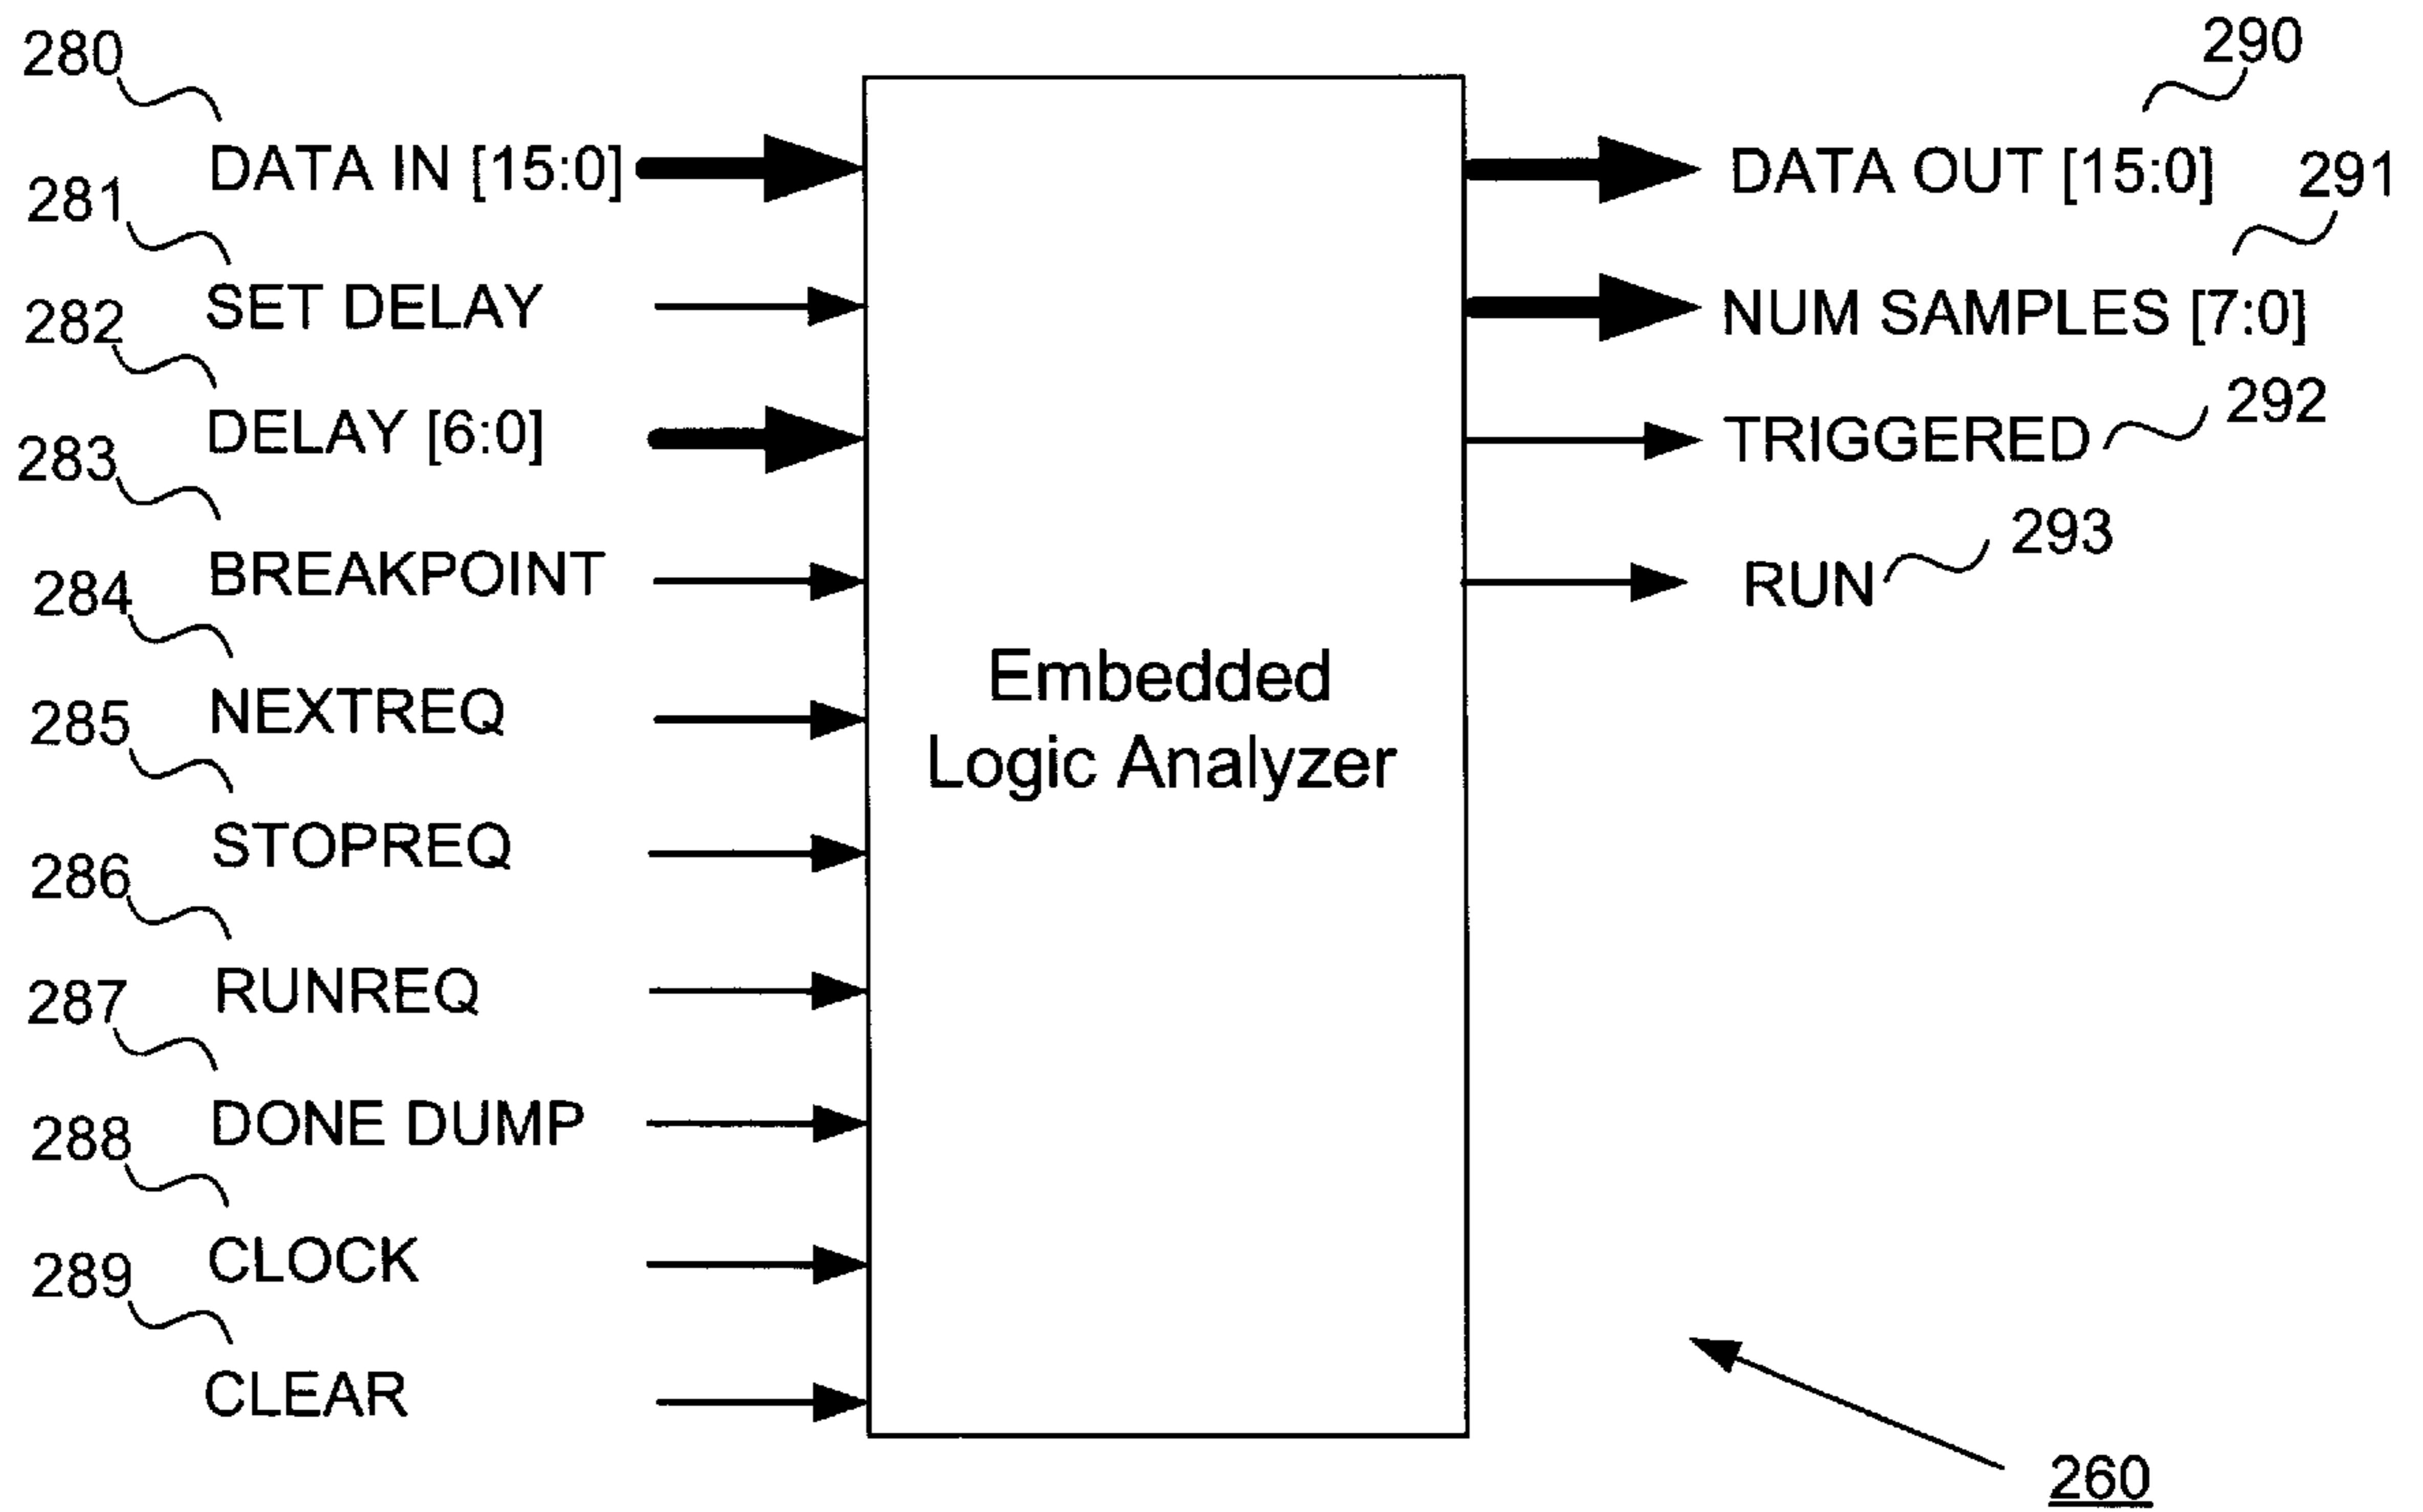 280
DATA IN [15:0]
281
SET DELAY
282
DELAY [6:0]
283
BREAKPOINT
284
NEXTREQ
285
STOPREQ
286
RUNREQ
287
DONE DUMP
288
CLOCK
289
CLEAR
Embedded
Logic Analyzer
290
DATA OUT [15:0]
291
NUM SAMPLES [7:0]
TRIGGERED 292
RUN 293
260